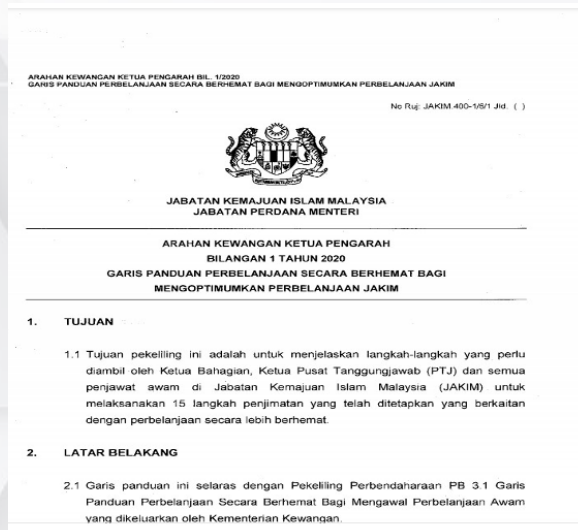 ARAHAN KEWANGAN KETUA PENGARAH BIL. 1/2020
GARIS PANDUAN PERBELANJAAN SECARA BERHEMAT BAGI MENGOPTIMUMKAN PERBELANJAAN JAKIM
No Ruj: JAKIM.400-1/6/1 Jld. ( )
JABATAN KEMAJUAN ISLAM MALAYSIA
JABATAN PERDANA MENTERI
ARAHAN KEWANGAN KETUA PENGARAH
BILANGAN 1 TAHUN 2020
GARIS PANDUAN PERBELANJAAN SECARA BERHEMAT BAGI
MENGOPTIMUMKAN PERBELANJAAN JAKIM
1. TUJUAN
1.1 Tujuan pekeliling ini adalah untuk menjelaskan langkah-langkah yang perlu
diambil oleh Ketua Bahagian, Ketua Pusat Tanggungjawab (PTJ) dan semua
penjawat awam di Jabatan Kemajuan Islam Malaysia (JAKIM) untuk
melaksanakan 15 langkah penjimatan yang telah ditetapkan yang berkaitan
dengan perbelanjaan secara lebih berhemat.
2. LATAR BELAKANG
2.1 Garis panduan ini selaras dengan Pekeliling Perbendaharaan PB 3.1 Garis
Panduan Perbelanjaan Secara Berhemat Bagi Mengawal Perbelanjaan Awam
yang dikeluarkan oleh Kementerian Kewangan.